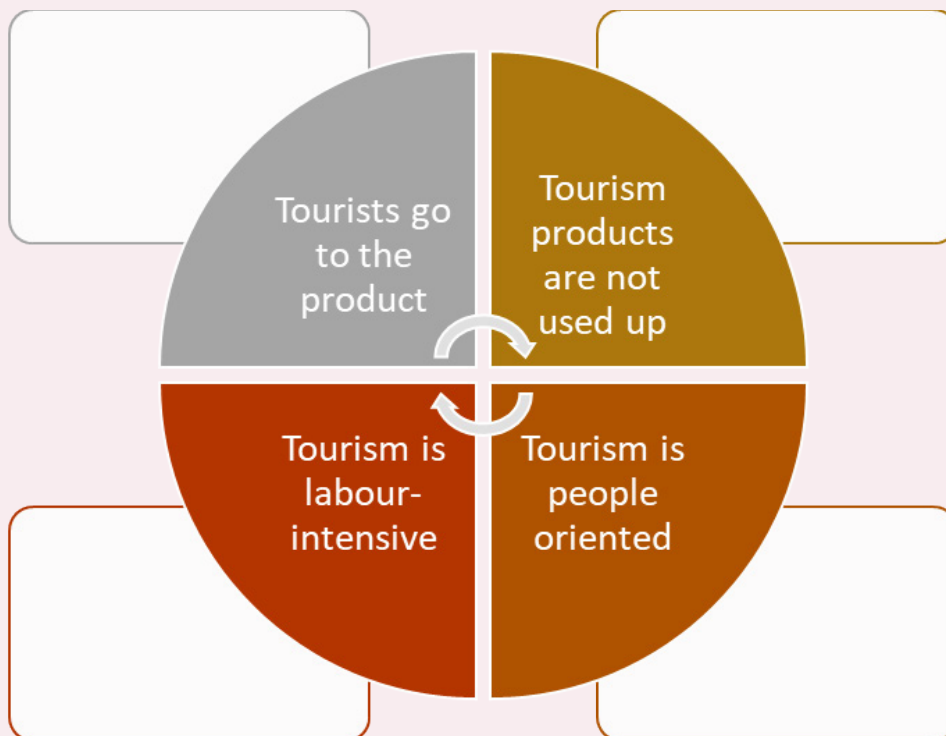 Tourists go
to the
product
Tourism
products
are not
used up
Tourism is
labour-
intensive
Tourism is
people
oriented